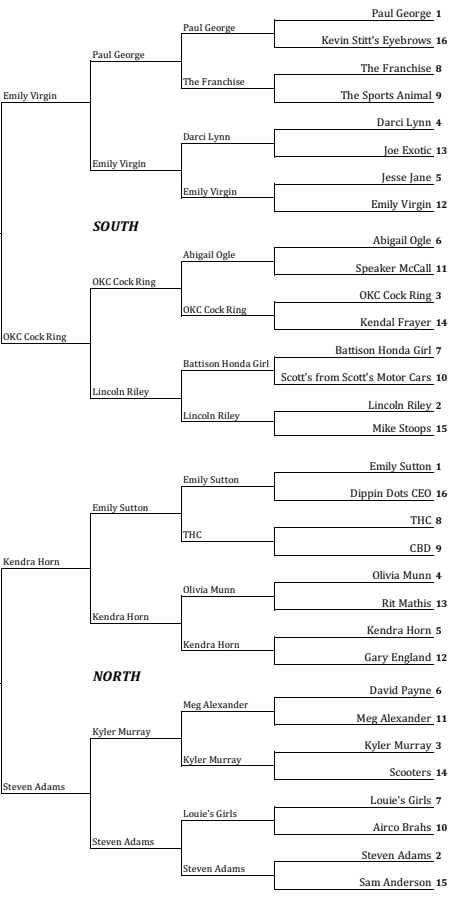 Paul George 1
Paul George
Kevin Stitt's Eyebrows 16
Paul George
The Franchise 8
The Franchise
The Sports Animal 9
Emily Virgin
Darci Lynn 4
Darci Lynn
Joe Exotic 13
Emily Virgin
Jesse Jane 5
Emily Virgin
Emily Virgin 12
SOUTH
Abigail Ogle 6
Abigail Ogle
Speaker McCall 11
OKC Cock Ring
OKC Cock Ring 3
OKC Cock Ring
Kendal Frayer 14
OKC Cock Ring
Battison Honda Girl 7
Battison Honda Girl
Scott's from Scott's Motor Cars 10
Lincoln Riley
Lincoln Riley 2
Lincoln Riley
Mike Stoops 15
Emily Sutton 1
Emily Sutton
Dippin Dots CEO 16
Emily Sutton
THC 8
THC
CBD 9
Kendra Horn
Olivia Munn 4
Olivia Munn
Rit Mathis 13
Kendra Horn
Kendra Horn 5
Kendra Horn
Gary England 12
NORTH
David Payne 6
Meg Alexander
Meg Alexander 11
Kyler Murray
Kyler Murray 3
Kyler Murray
Scooters 14
Steven Adams
Louie's Girls 7
Louie's Girls
Airco Brahs 10
Steven Adams
Steven Adams 2
Steven Adams
Sam Anderson 15